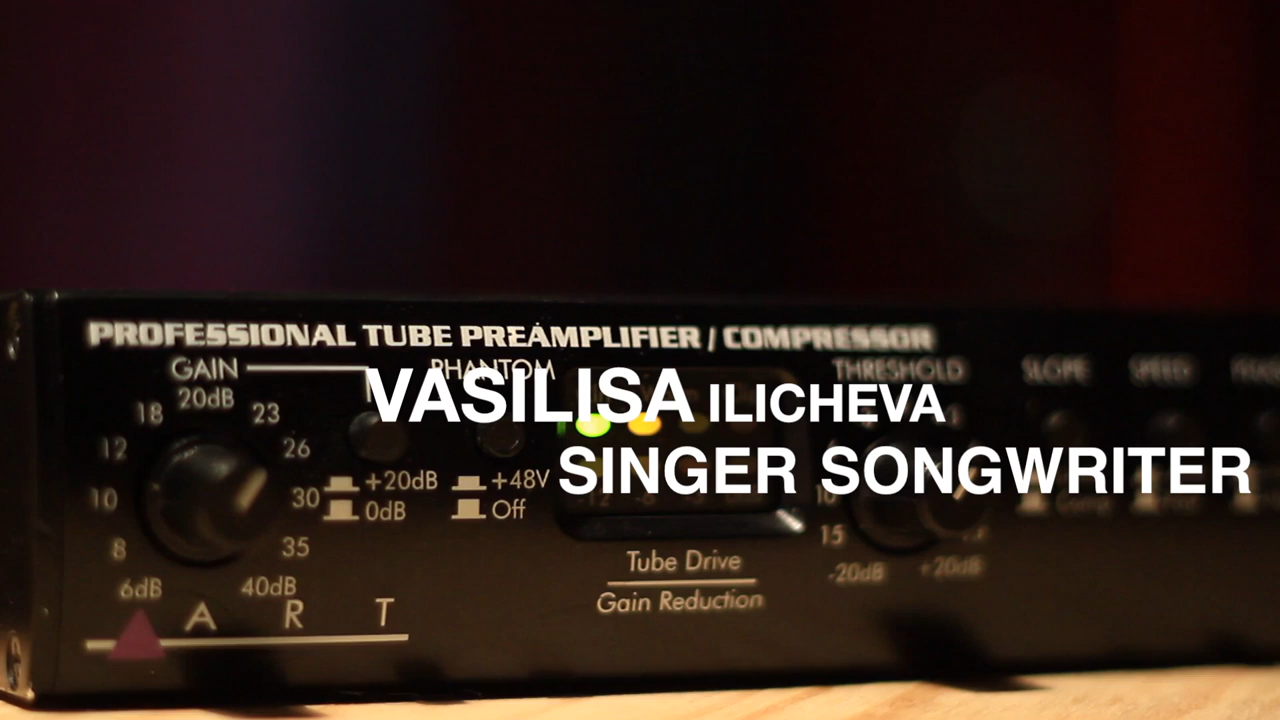 PROFESSIONAL TUBE PREAMPLIFIER / COMPRESSOR
GAIN
PHANTOM
THRESHOLD
SLOPE
SPEED
20dB
18
23
VASILISA ILICHEVA
12
26
SINGER SONGWRITER
10
30
+20dB
0dB
+48V
Off
8
35
15
6dB
40dB
Tube Drive
Gain Reduction
-20dB
+20dB
A R T